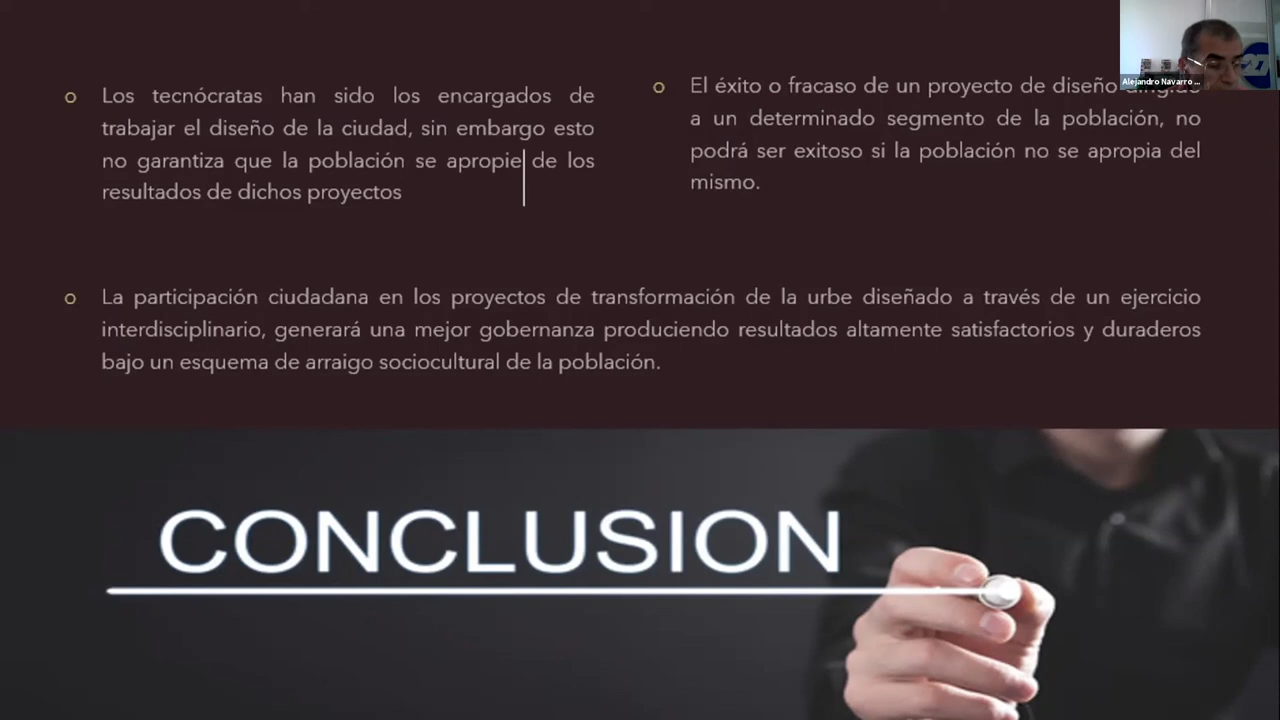 Los tecnócratas han sido los encargados de
trabajar el diseño de la ciudad, sin embargo esto
no garantiza que la población se apropie de los
resultados de dichos proyectos
El éxito o fracaso de un proyecto de diseño
a un determinado segmento de la población, no
podrá ser exitoso si la población no se apropia del
mismo.
La participación ciudadana en los proyectos de transformación de la urbe diseñado a través de un ejercicio
interdisciplinario, generará una mejor gobernanza produciendo resultados altamente satisfactorios y duraderos
bajo un esquema de arraigo sociocultural de la población.
CONCLUSION
Alejandro Navarro ...